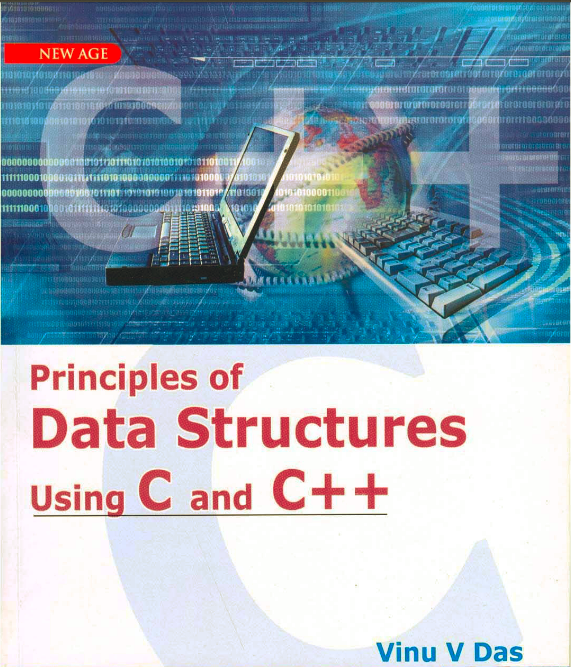 NEW AGE
C++
Principles of
Data Structures
Using C and C++
C
Vinu V Das